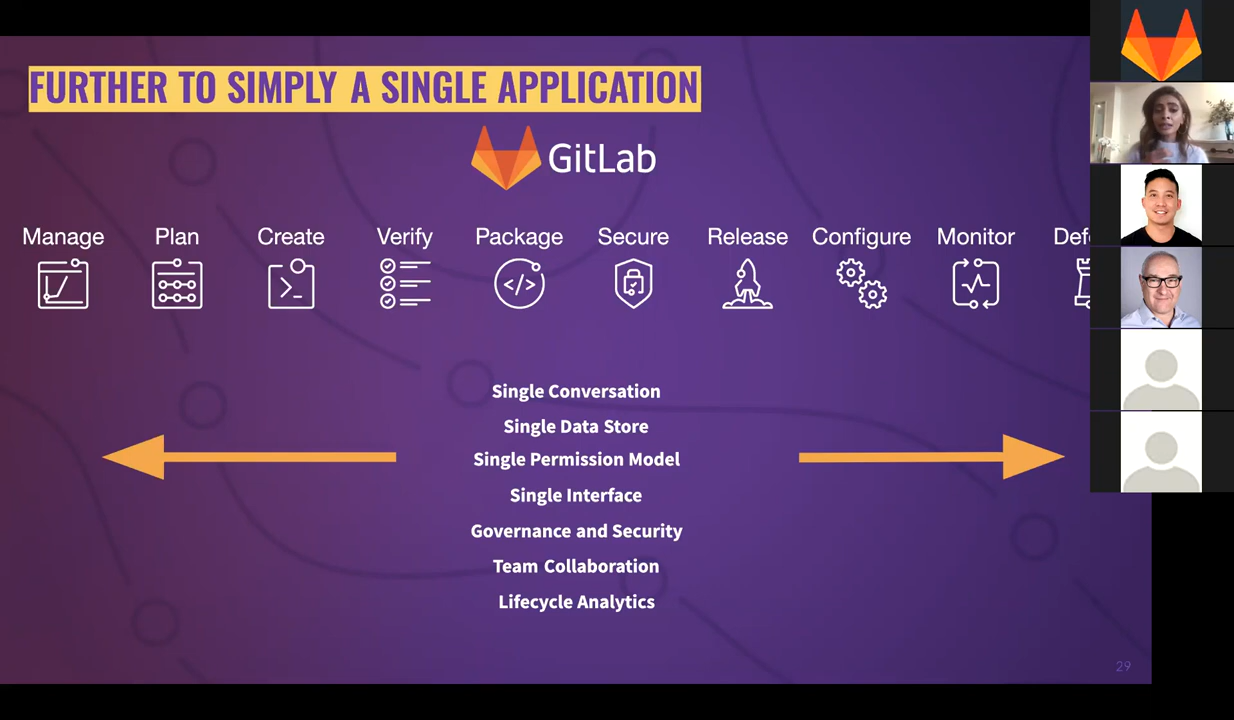 FURTHER TO SIMPLY A SINGLE APPLICATION
GitLab
Manage Plan Create Verify Package Secure Release Configure Monitor
Single Conversation
Single Data Store
Single Permission Model
Single Interface
Governance and Security
Team Collaboration
Lifecycle Analytics
29